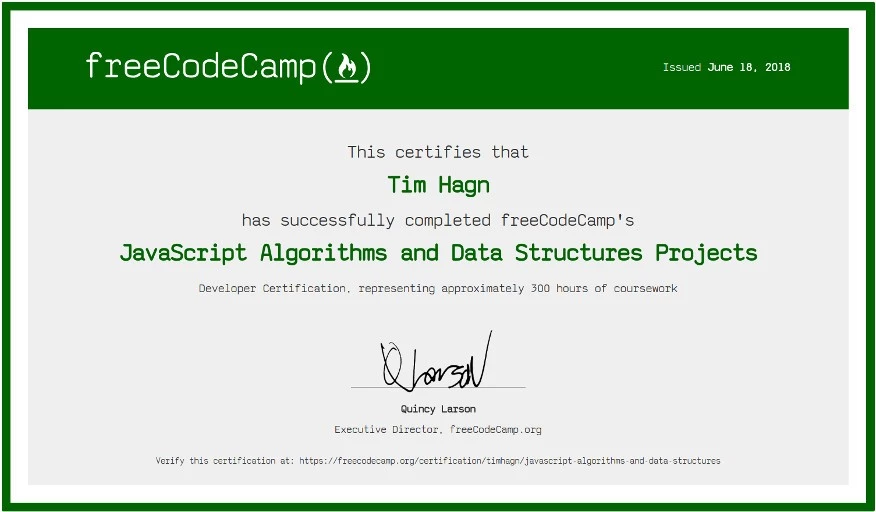 freeCodeCamp(🔥)
Issued June 18, 2018
This certifies that
Tim Hagn
has successfully completed freeCodeCamp's
JavaScript Algorithms and Data Structures Projects
Developer Certification, representing approximately 300 hours of coursework
Q Larson
Quincy Larson
Executive Director, freeCodeCamp.org
Verify this certification at: https://freecodecamp.org/certification/timhagn/javascript-algorithms-and-data-structures